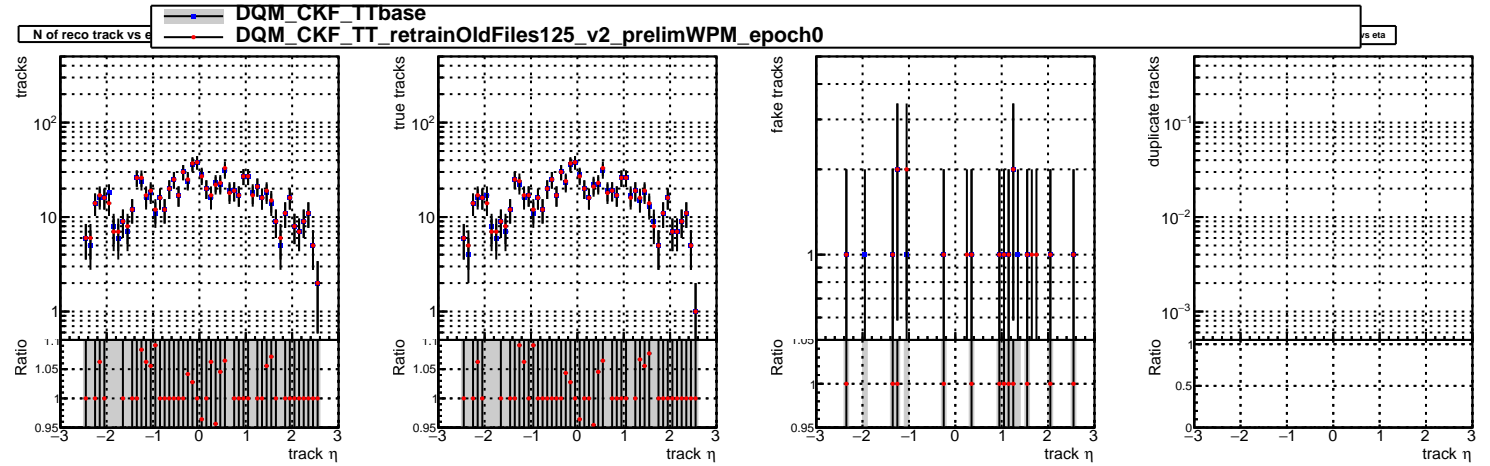 DQM_CKF_TTbase
DQM_CKF_TT_retrainOldFiles125_v2_prelimWPM_epoch0
N of reco track vs e
vs eta
tracks
10²
10
1
Ratio
1.1
1.05
1
0.95
−3 −2 −1 0 1 2 3
track η
true tracks
10²
10
1
Ratio
1.1
1.05
1
0.95
−3 −2 −1 0 1 2 3
track η
fake tracks
1
Ratio
1.05
1
0.95
−3 −2 −1 0 1 2 3
track η
duplicate tracks
10⁻¹
10⁻²
10⁻³
Ratio
1
0.5
0
−3 −2 −1 0 1 2 3
track η